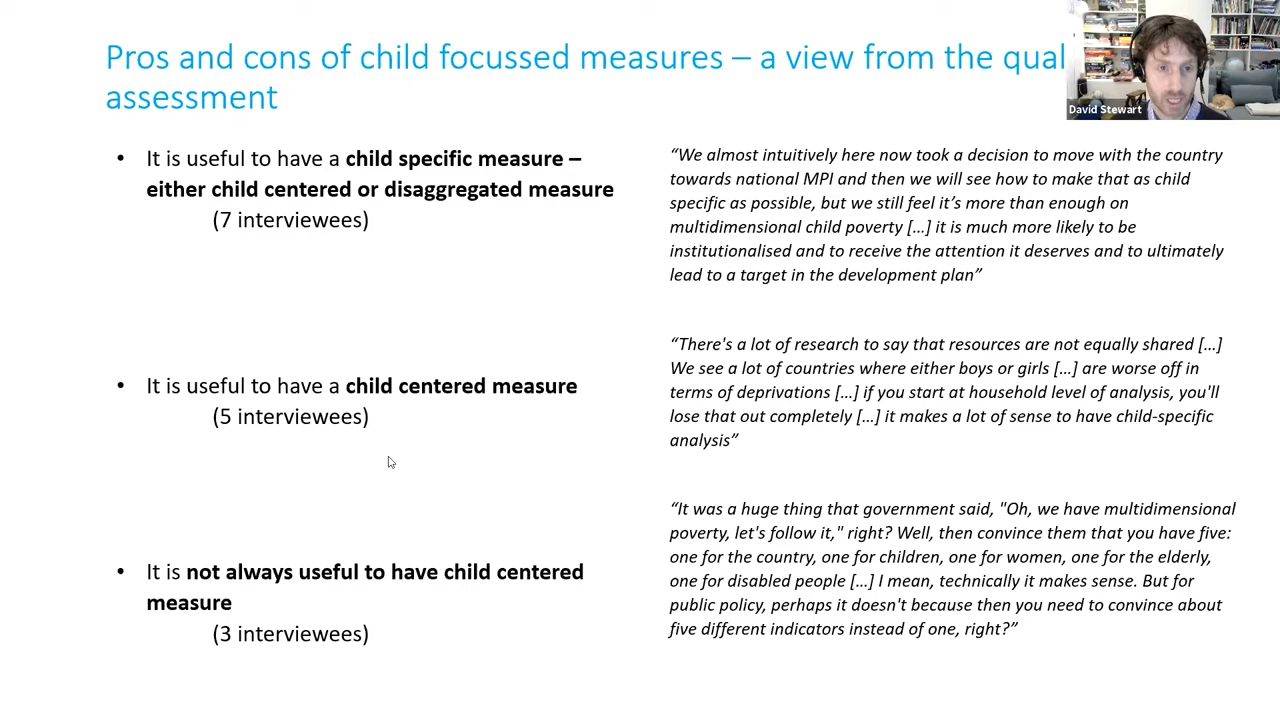 Pros and cons of child focussed measures – a view from the qual
assessment
David Stewart
• It is useful to have a child specific measure –
either child centered or disaggregated measure
(7 interviewees)
“We almost intuitively here now took a decision to move with the country
towards national MPI and then we will see how to make that as child
specific as possible, but we still feel it’s more than enough on
multidimensional child poverty […] it is much more likely to be
institutionalised and to receive the attention it deserves and to ultimately
lead to a target in the development plan”
• It is useful to have a child centered measure
(5 interviewees)
“There's a lot of research to say that resources are not equally shared […]
We see a lot of countries where either boys or girls […] are worse off in
terms of deprivations […] if you start at household level of analysis, you'll
lose that out completely […] it makes a lot of sense to have child-specific
analysis”
• It is not always useful to have child centered
measure
(3 interviewees)
“It was a huge thing that government said, "Oh, we have multidimensional
poverty, let's follow it," right? Well, then convince them that you have five:
one for the country, one for children, one for women, one for the elderly,
one for disabled people […] I mean, technically it makes sense. But for
public policy, perhaps it doesn't because then you need to convince about
five different indicators instead of one, right?”